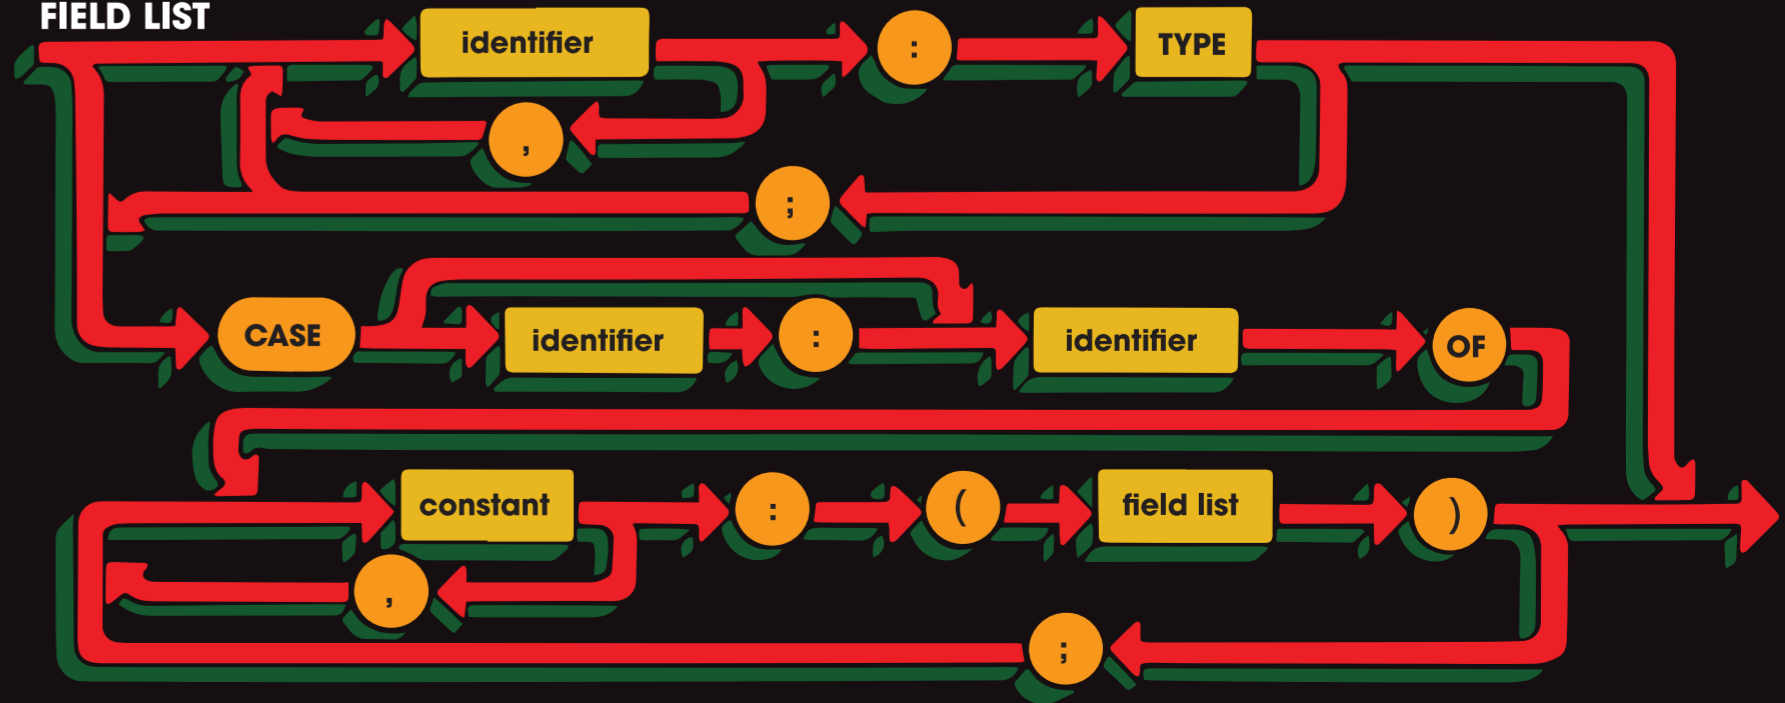 FIELD LIST
identifier : TYPE
,
;
CASE identifier : identifier OF
constant : ( field list )
,
;